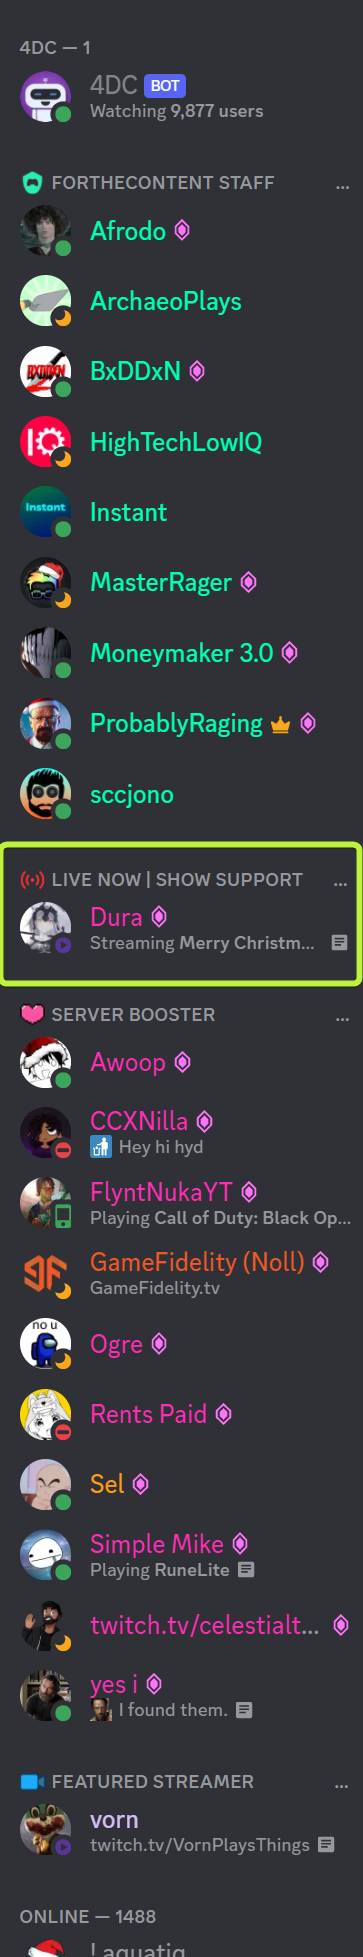 4DC — 1
4DC BOT
Watching 9,877 users
FORTHECONTENT STAFF ...
Afrodo
ArchaeoPlays
BxDDxN
HighTechLowIQ
Instant
Instant
MasterRager
Moneymaker 3.0
ProbablyRaging
sccjono
LIVE NOW | SHOW SUPPORT ...
Dura
Streaming Merry Christm...
SERVER BOOSTER ...
Awoop
CCXNilla
Hey hi hyd
FlyntNukaYT
Playing Call of Duty: Black Op...
GameFidelity (Noll)
GameFidelity.tv
no u
Ogre
Rents Paid
Sel
Simple Mike
Playing RuneLite
twitch.tv/celestialt...
yes i
I found them.
FEATURED STREAMER ...
vorn
twitch.tv/VornPlaysThings
ONLINE — 1488
! aquatiq